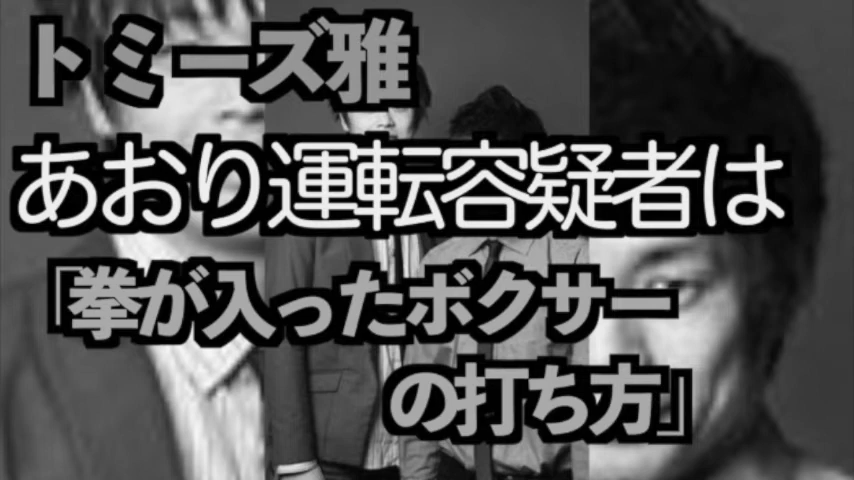 トミーズ雅
あおり運転容疑者は
『拳が入ったボクサー
の打ち方』